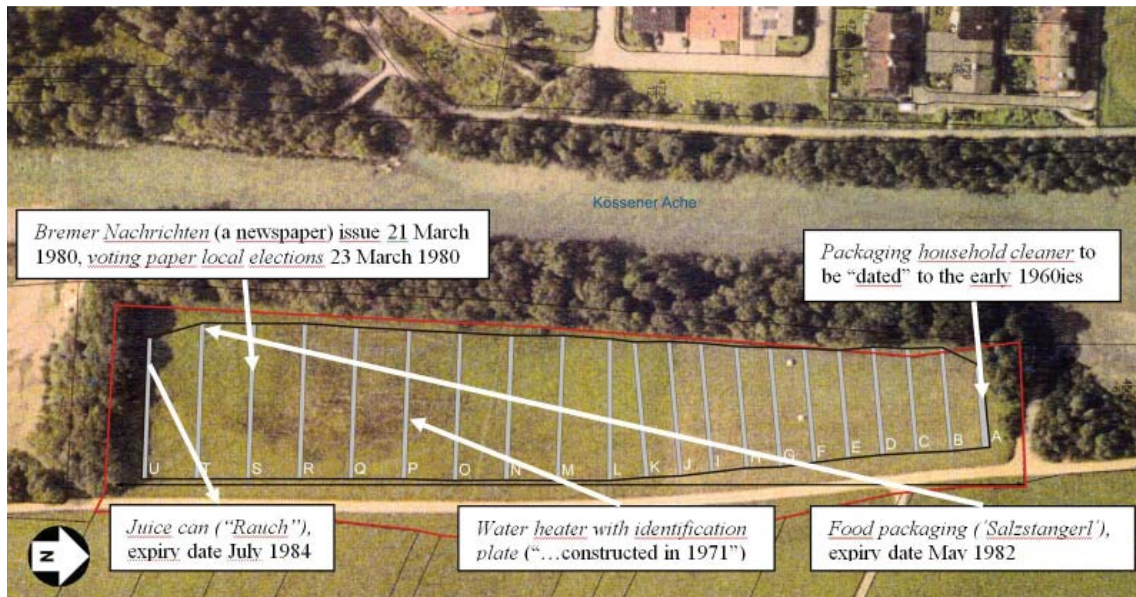 Kössener Ache
Bremer Nachrichten (a newspaper) issue 21 March
1980, voting paper local elections 23 March 1980
Packaging household cleaner to
be “dated” to the early 1960ies
U T S R Q P O N M L K J I H G F E D C B A
Juice can (“Rauch”),
expiry date July 1984
Water heater with identification
plate (“…constructed in 1971”)
Food packaging (‘Salzstangerl’),
expiry date May 1982
N